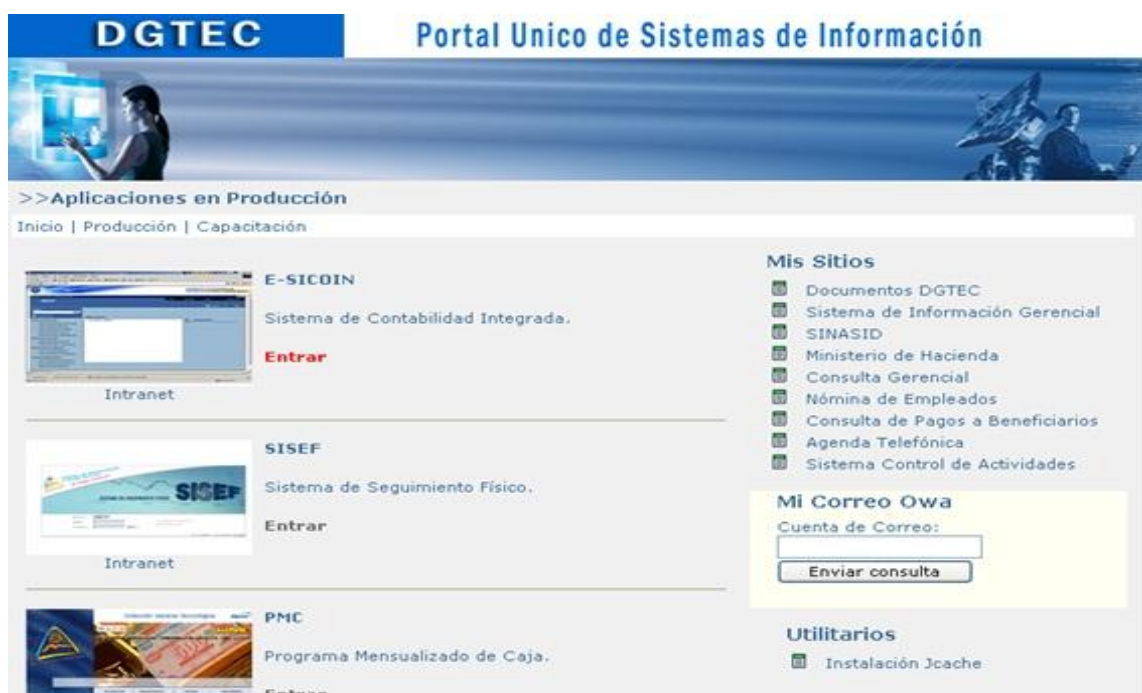 DGTEC
Portal Unico de Sistemas de Información
>>Aplicaciones en Producción
Inicio | Producción | Capacitación
E-SICOIN
Sistema de Contabilidad Integrada.
Entrar
Intranet
SISEF
SISEF
Sistema de Seguimiento Físico.
Entrar
Intranet
PMC
Programa Mensualizado de Caja.
Entrar
Mis Sitios
Documentos DGTEC
Sistema de Información Gerencial
SINASID
Ministerio de Hacienda
Consulta Gerencial
Nómina de Empleados
Consulta de Pagos a Beneficiarios
Agenda Telefónica
Sistema Control de Actividades
Mi Correo Owa
Cuenta de Correo:
Enviar consulta
Utilitarios
Instalación Jcache